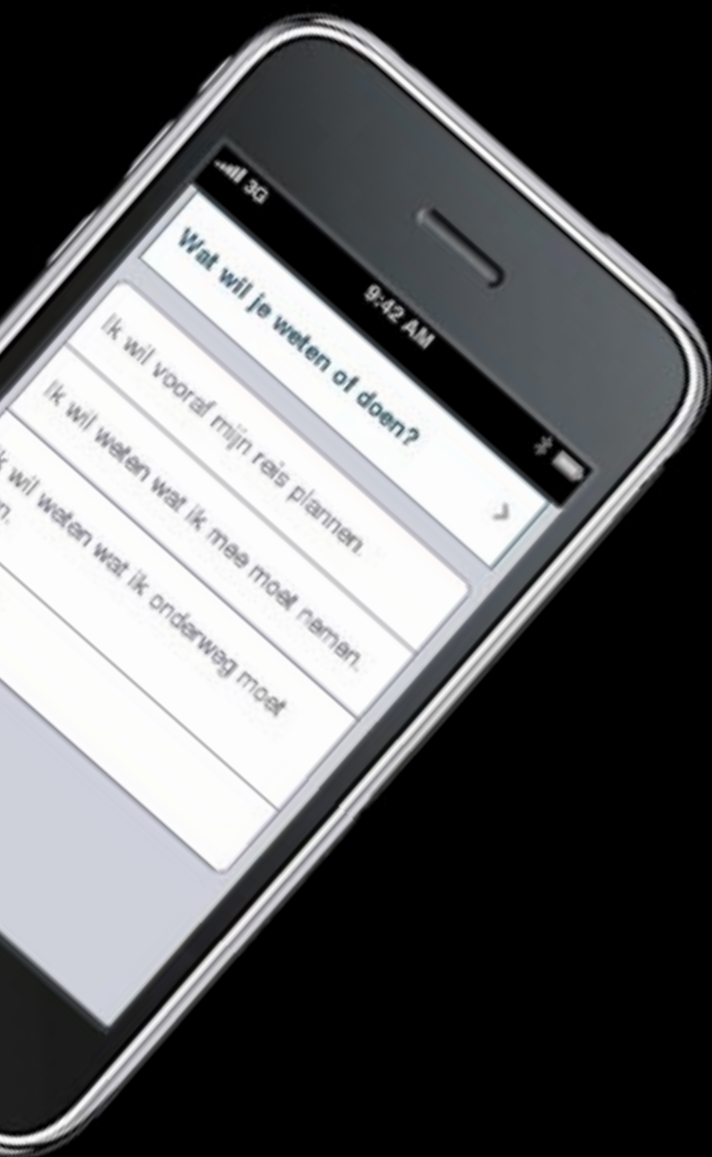 3G
9:42 AM
Wat wil je weten of doen?
Ik wil vooraf mijn reis plannen.
Ik wil weten wat ik mee moet nemen.
k wil weten wat ik onderweg moet
n.